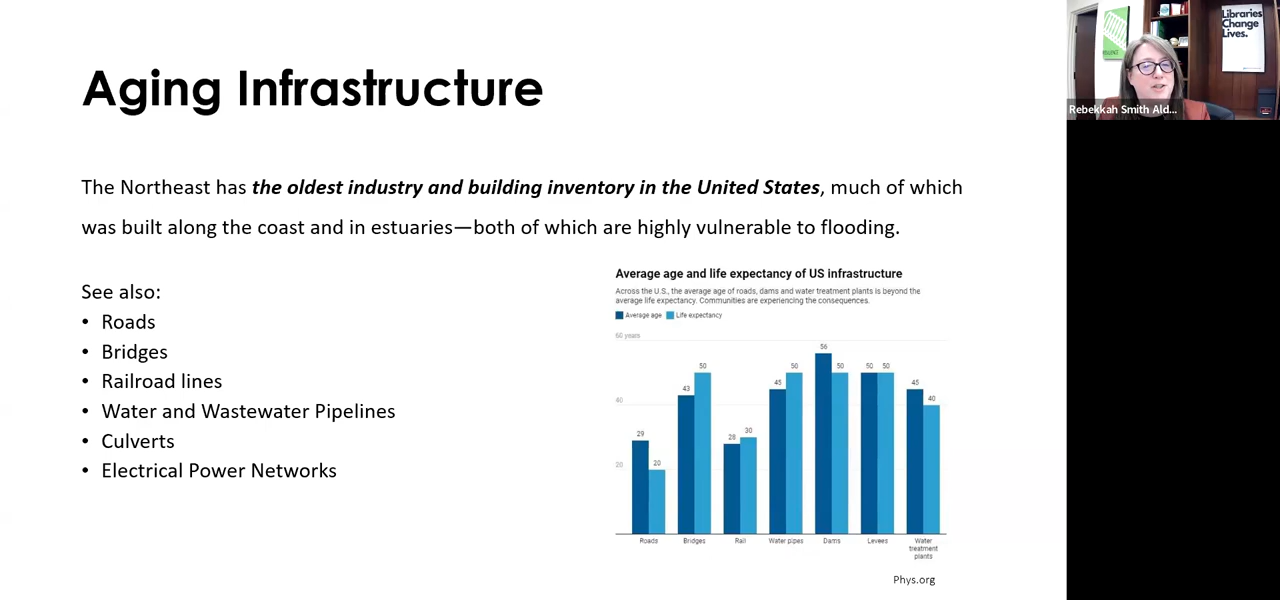 Aging Infrastructure
The Northeast has the oldest industry and building inventory in the United States, much of which
was built along the coast and in estuaries—both of which are highly vulnerable to flooding.
See also:
• Roads
• Bridges
• Railroad lines
• Water and Wastewater Pipelines
• Culverts
• Electrical Power Networks
Average age and life expectancy of US infrastructure
Across the U.S., the average age of roads, dams and water treatment plants is beyond the
average life expectancy. Communities are experiencing the consequences.
Average age Life expectancy
60 years
40
20
29 20
43 50
28 30
45 50
56 50
50 50
45 40
Roads
Bridges
Rail
Water pipes
Dams
Levees
Water
treatment
plants
Phys.org
Libraries
Change
Lives.
Rebekkah Smith Ald...